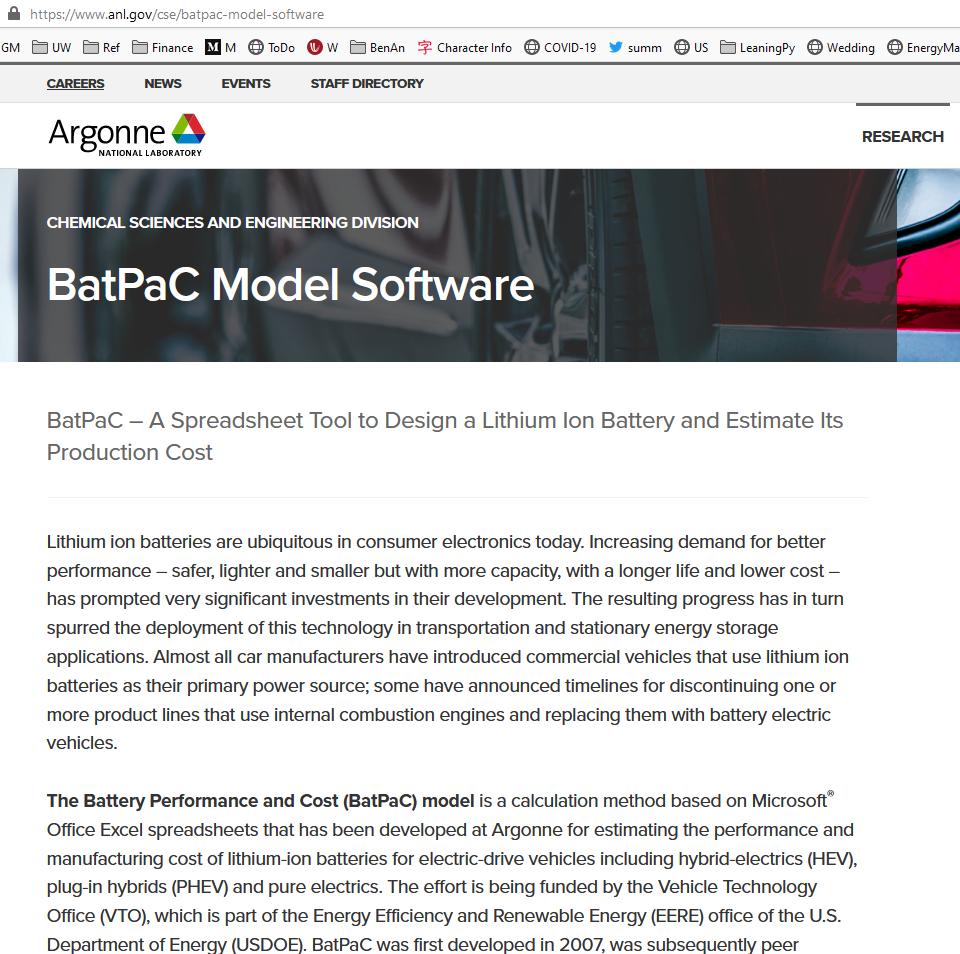 https://www.anl.gov/cse/batpac-model-software
GM UW Ref Finance M M ToDo W BenAn 字 Character Info COVID-19 summ US LeaningPy Wedding EnergyMa
CAREERS NEWS EVENTS STAFF DIRECTORY
Argonne
NATIONAL LABORATORY
RESEARCH
CHEMICAL SCIENCES AND ENGINEERING DIVISION
BatPaC Model Software
BatPaC – A Spreadsheet Tool to Design a Lithium Ion Battery and Estimate Its
Production Cost
Lithium ion batteries are ubiquitous in consumer electronics today. Increasing demand for better
performance – safer, lighter and smaller but with more capacity, with a longer life and lower cost –
has prompted very significant investments in their development. The resulting progress has in turn
spurred the deployment of this technology in transportation and stationary energy storage
applications. Almost all car manufacturers have introduced commercial vehicles that use lithium ion
batteries as their primary power source; some have announced timelines for discontinuing one or
more product lines that use internal combustion engines and replacing them with battery electric
vehicles.
The Battery Performance and Cost (BatPaC) model is a calculation method based on Microsoft®
Office Excel spreadsheets that has been developed at Argonne for estimating the performance and
manufacturing cost of lithium-ion batteries for electric-drive vehicles including hybrid-electrics (HEV),
plug-in hybrids (PHEV) and pure electrics. The effort is being funded by the Vehicle Technology
Office (VTO), which is part of the Energy Efficiency and Renewable Energy (EERE) office of the U.S.
Department of Energy (USDOE). BatPaC was first developed in 2007, was subsequently peer